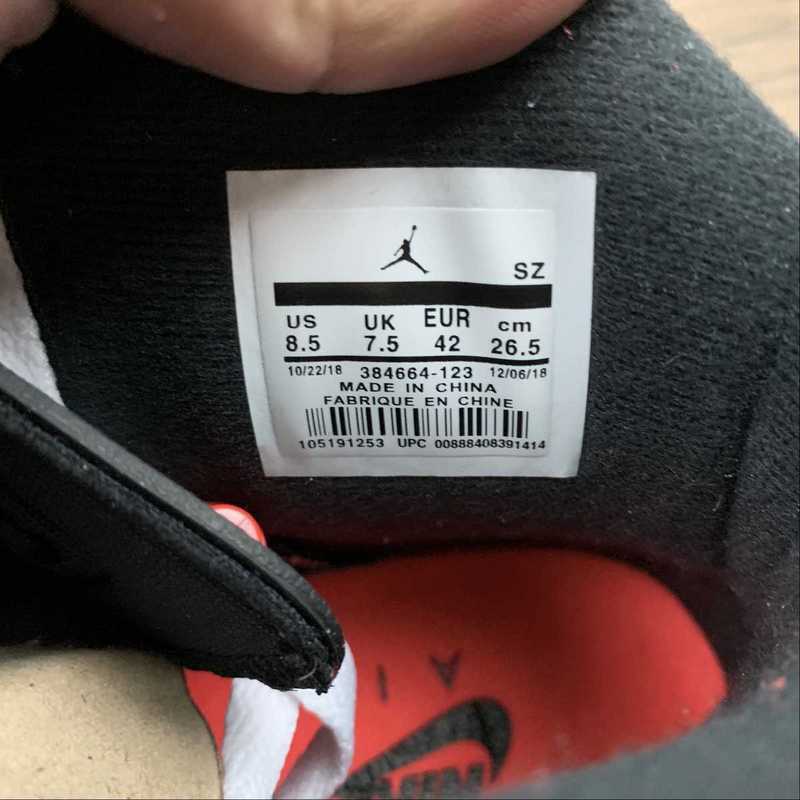 SZ
US UK EUR cm
8.5 7.5 42 26.5
10/22/18 384664-123 12/06/18
MADE IN CHINA
FABRIQUE EN CHINE
105191253 UPC 00888408391414
AI